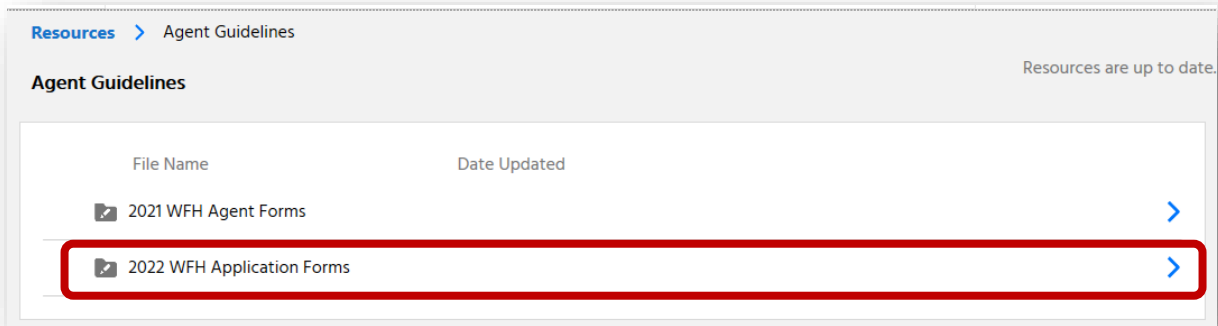 Resources > Agent Guidelines
Resources are up to date.
Agent Guidelines
File Name Date Updated
2021 WFH Agent Forms
2022 WFH Application Forms